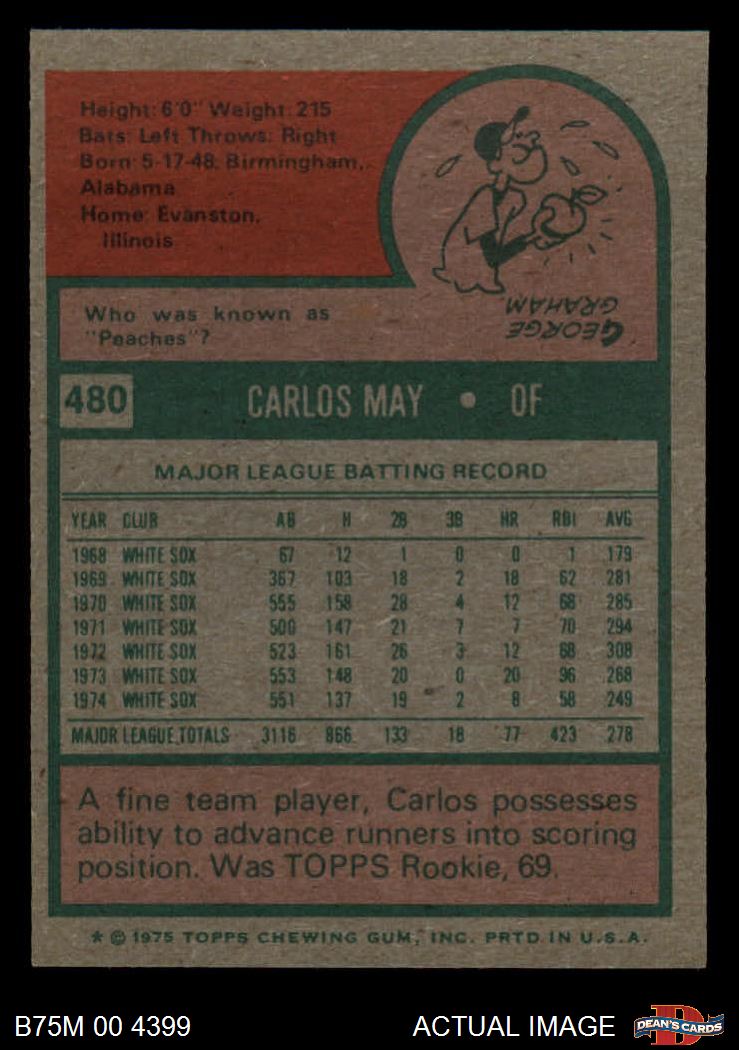 Height: 6'0" Weight: 215
Bats: Left Throws: Right
Born: 5-17-48, Birmingham,
Alabama
Home: Evanston,
Illinois
Who was known as
"Peaches"?
GEORGE
GRAHAM
480 CARLOS MAY • OF
MAJOR LEAGUE BATTING RECORD
YEAR CLUB AB H 2B 3B HR RBI AVG
1968 WHITE SOX 67 12 1 0 0 1 179
1969 WHITE SOX 367 103 18 2 18 62 281
1970 WHITE SOX 555 158 28 4 12 68 285
1971 WHITE SOX 500 147 21 7 7 70 294
1972 WHITE SOX 523 161 26 3 12 68 308
1973 WHITE SOX 553 148 20 0 20 96 268
1974 WHITE SOX 551 137 19 2 8 58 249
MAJOR LEAGUE TOTALS 3116 866 133 18 77 423 278
A fine team player, Carlos possesses
ability to advance runners into scoring
position. Was TOPPS Rookie, 69.
* © 1975 TOPPS CHEWING GUM, INC. PRTD. IN U.S.A.
B75M 00 4399 ACTUAL IMAGE
D
DEAN'S CARDS